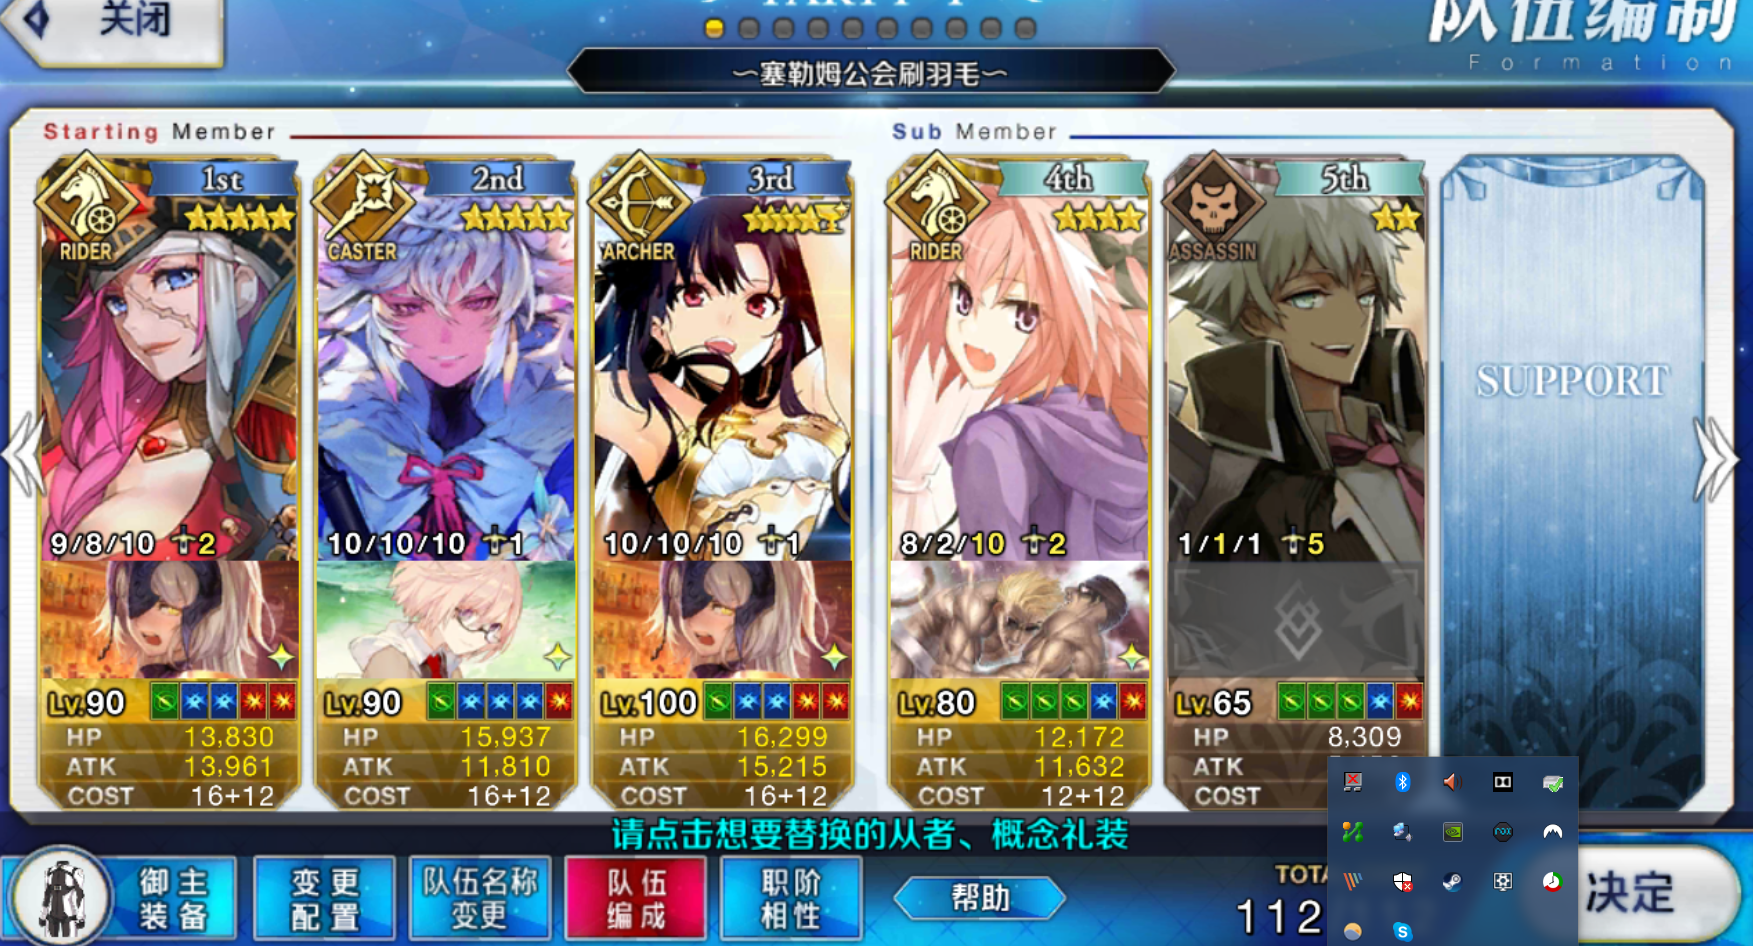 关闭
队伍编制
Formation
~塞勒姆公会刷羽毛~
Starting Member
Sub Member
1st
RIDER
9/8/10 2
Lv.90
HP 13,830
ATK 13,961
COST 16+12
2nd
CASTER
10/10/10 1
Lv.90
HP 15,937
ATK 11,810
COST 16+12
3rd
ARCHER
10/10/10 1
Lv.100
HP 16,299
ATK 15,215
COST 16+12
4th
RIDER
8/2/10 2
Lv.80
HP 12,172
ATK 11,632
COST 12+12
5th
ASSASSIN
1/1/1 5
Lv.65
HP 8,309
ATK
COST
SUPPORT
请点击想要替换的从者、概念礼装
御主
装备
变更
配置
队伍名称
变更
队伍
编成
职阶
相性
帮助
112
决定